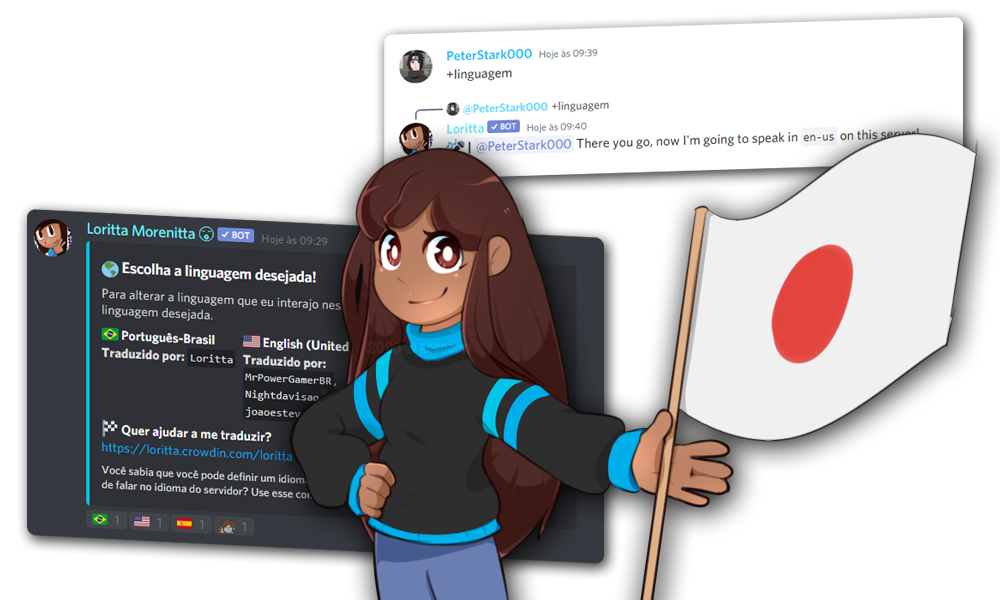 PeterStark000 Hoje às 09:39
+linguagem
@PeterStark000 +linguagem
Loritta BOT Hoje às 09:40
| @PeterStark000 There you go, now I'm going to speak in en-us on this server!
Loritta Morenitta BOT Hoje às 09:29
Escolha a linguagem desejada!
Para alterar a linguagem que eu interajo
linguagem desejada.
Português-Brasil
Traduzido por: Loritta
English (United
Traduzido por:
MrPowerGamerBR,
Nightdavisao,
Quer ajudar a me traduzir?
https://loritta.crowdin.com/loritta
Você sabia que você pode definir um
de falar no idioma do servidor? Use esse
1 1 1 1